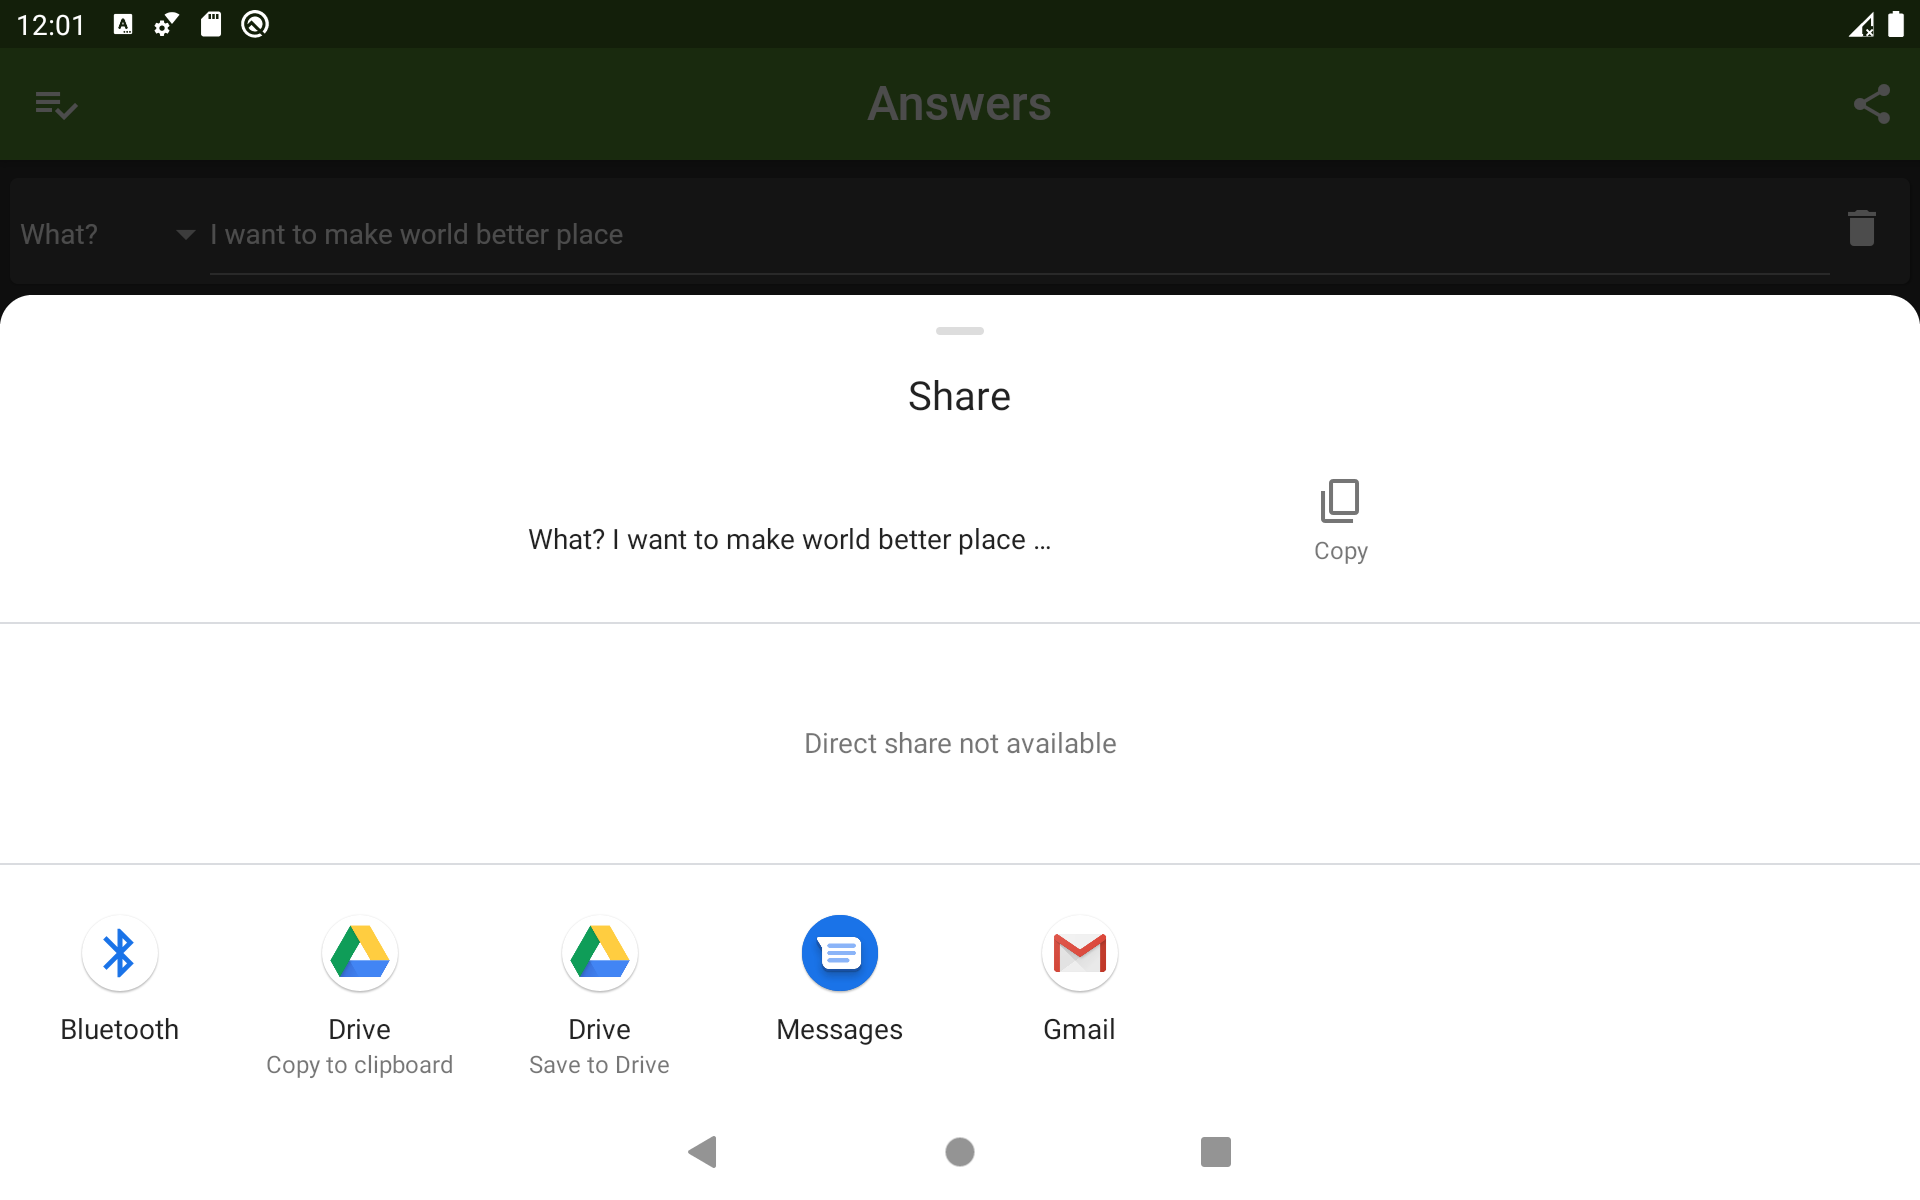 12:01
Answers
What?
I want to make world better place
Share
What? I want to make world better place ...
Copy
Direct share not available
Bluetooth
Drive
Copy to clipboard
Drive
Save to Drive
Messages
Gmail